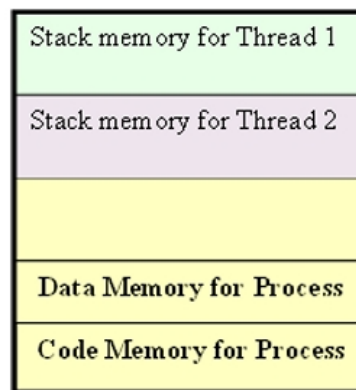 Stack memory for Thread 1
Stack memory for Thread 2
Data Memory for Process
Code Memory for Process